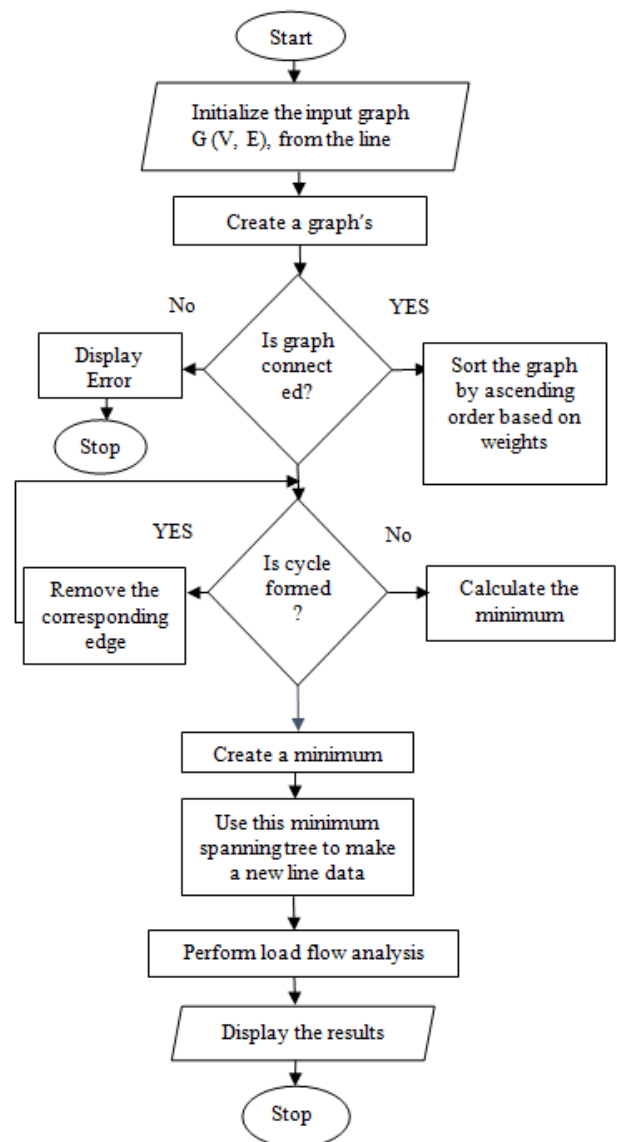 Start
Initialize the input graph
G (V, E), from the line
Create a graph's
No
YES
Is graph
connect
ed?
Display
Error
Sort the graph
by ascending
order based on
weights
Stop
YES
No
Is cycle
formed
?
Remove the
corresponding
edge
Calculate the
minimum
Create a minimum
Use this minimum
spanning tree to make
a new line data
Perform load flow analysis
Display the results
Stop